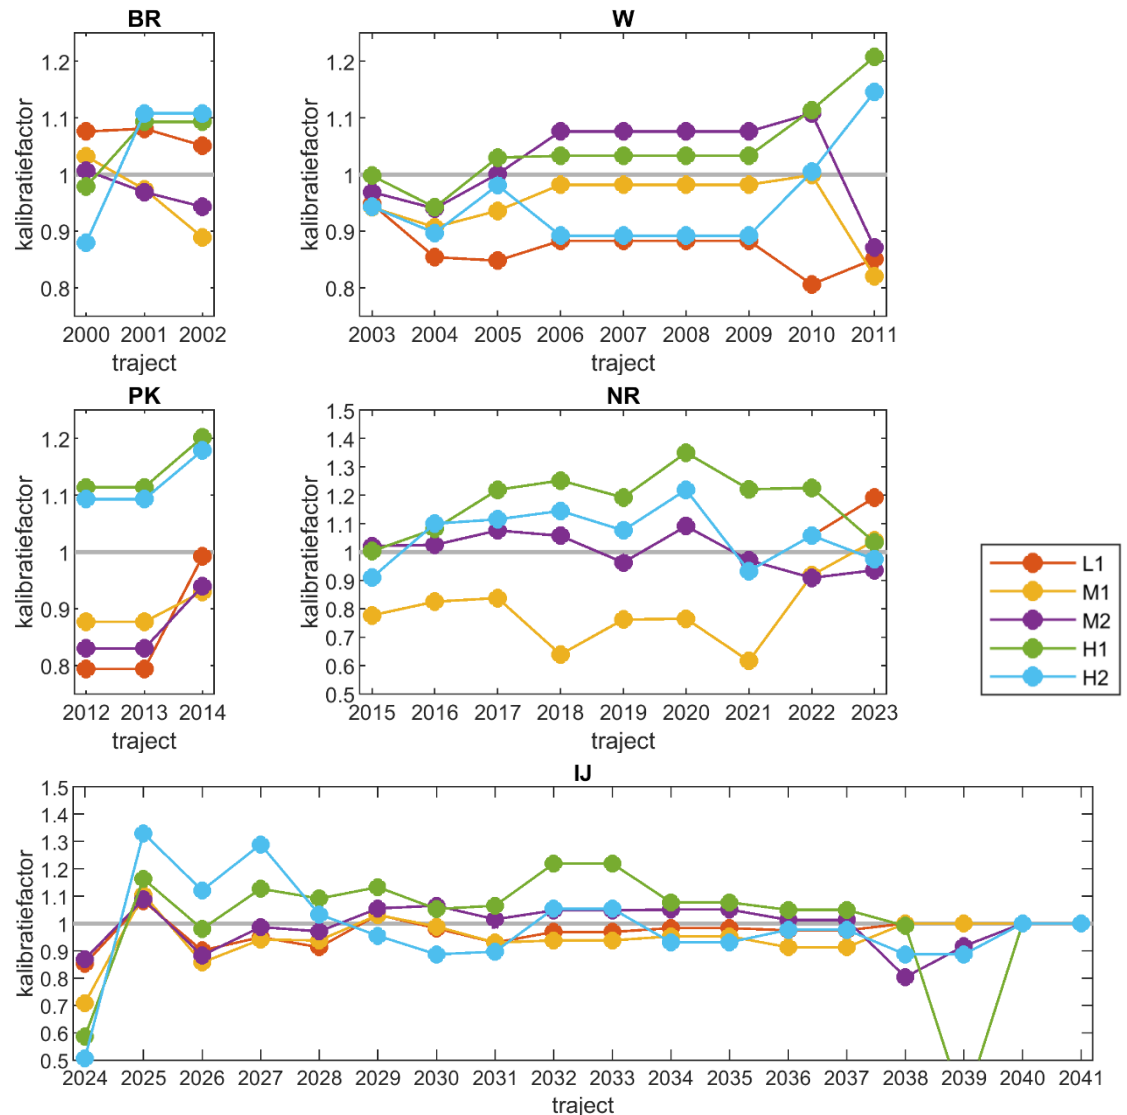 BR
kalibratiefactor
1.2
1.1
1
0.9
0.8
2000 2001 2002
traject
W
kalibratiefactor
1.2
1.1
1
0.9
0.8
2003 2004 2005 2006 2007 2008 2009 2010 2011
traject
PK
kalibratiefactor
1.2
1.1
1
0.9
0.8
2012 2013 2014
traject
NR
kalibratiefactor
1.5
1.4
1.3
1.2
1.1
1
0.9
0.8
0.7
0.6
0.5
2015 2016 2017 2018 2019 2020 2021 2022 2023
traject
L1
M1
M2
H1
H2
IJ
kalibratiefactor
1.5
1.4
1.3
1.2
1.1
1
0.9
0.8
0.7
0.6
0.5
2024 2025 2026 2027 2028 2029 2030 2031 2032 2033 2034 2035 2036 2037 2038 2039 2040 2041
traject